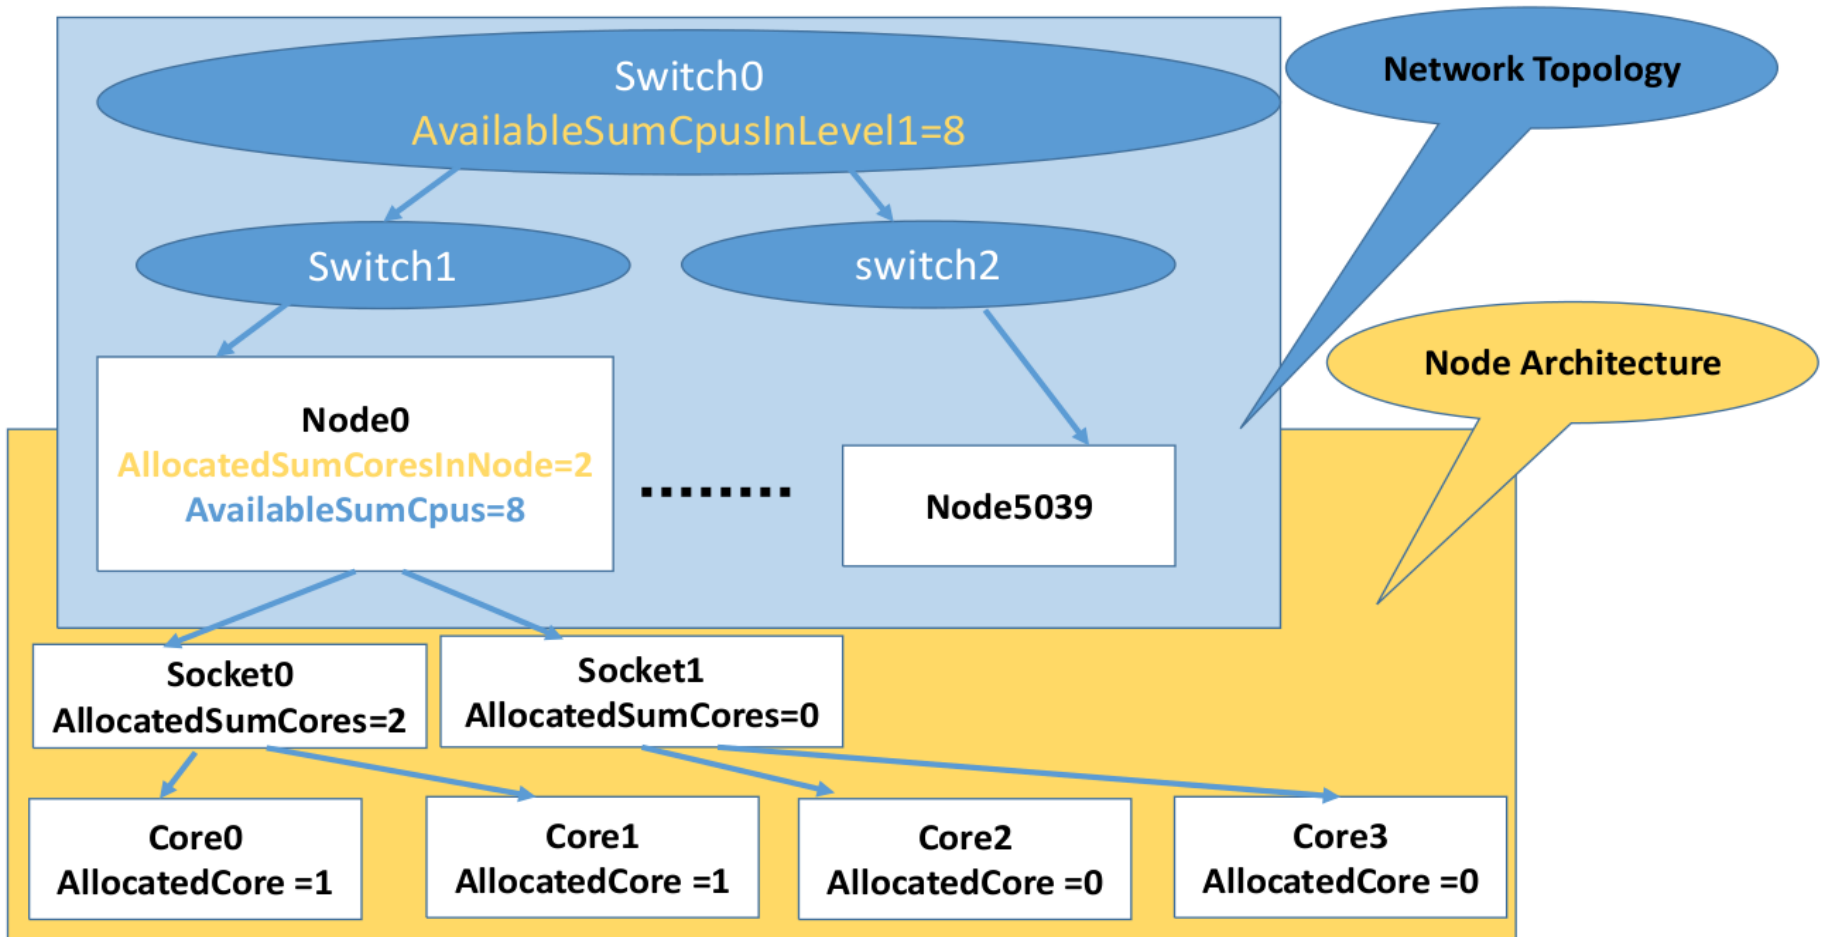 Switch0
AvailableSumCpusInLevel1=8
Network Topology
Switch1
switch2
Node Architecture
Node0
AllocatedSumCoresInNode=2
AvailableSumCpus=8
........
Node5039
Socket0
AllocatedSumCores=2
Socket1
AllocatedSumCores=0
Core0
AllocatedCore =1
Core1
AllocatedCore =1
Core2
AllocatedCore =0
Core3
AllocatedCore =0